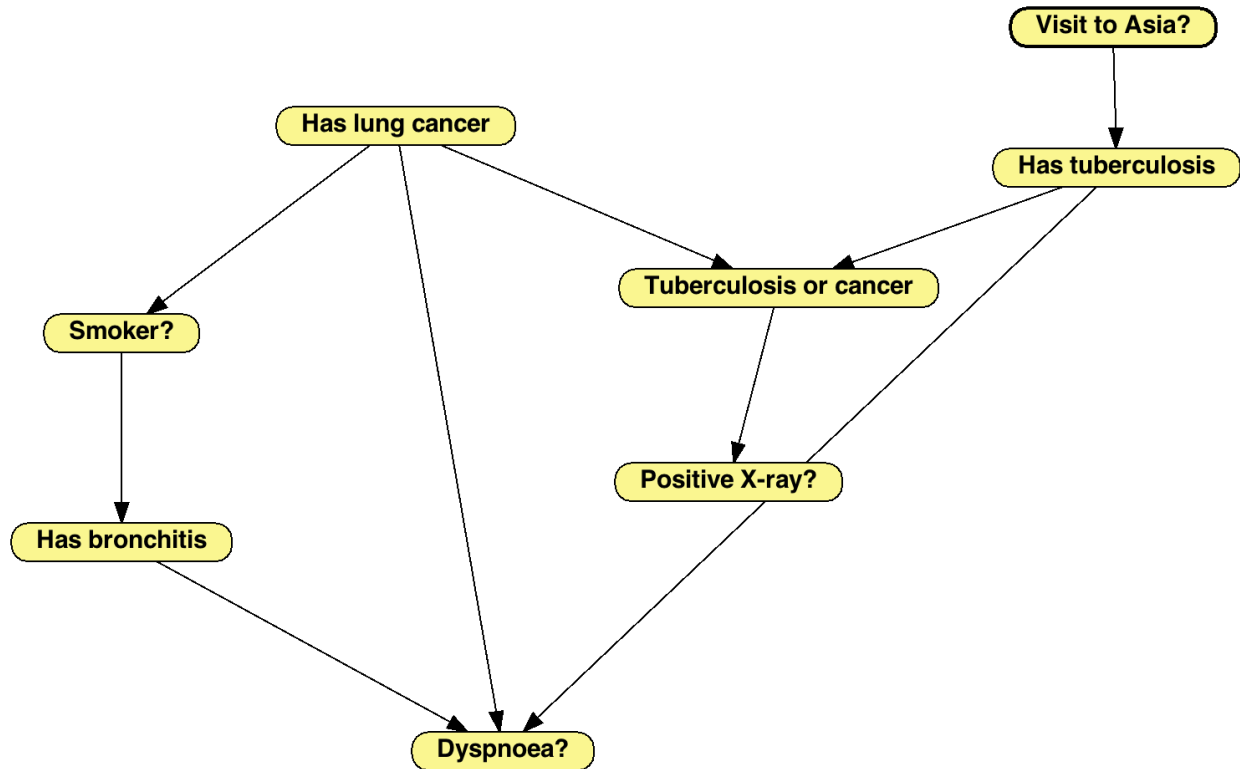 Visit to Asia?
Has lung cancer
Has tuberculosis
Tuberculosis or cancer
Smoker?
Positive X-ray?
Has bronchitis
Dyspnoea?